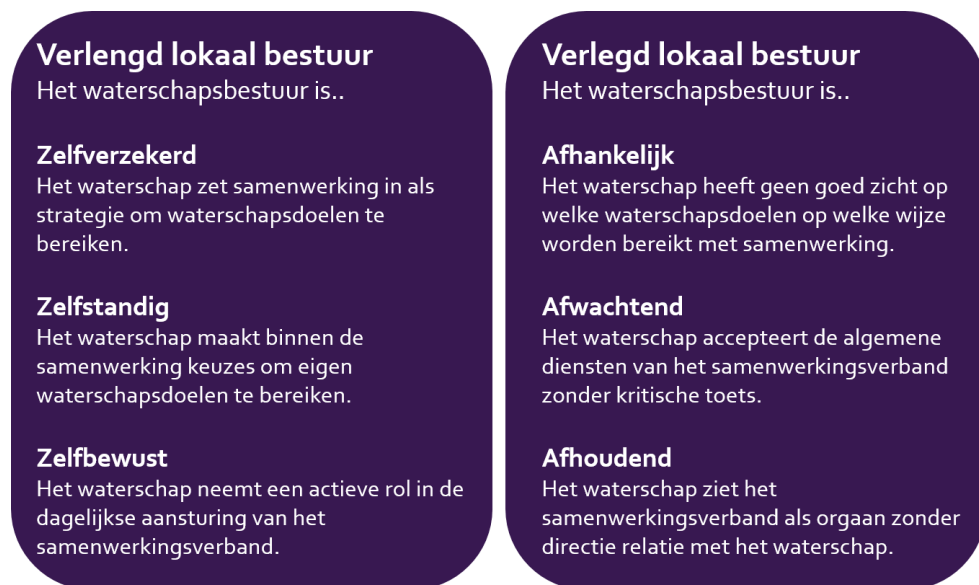 Verlengd lokaal bestuur
Het waterschapsbestuur is..
Zelfverzekerd
Het waterschap zet samenwerking in als
strategie om waterschapsdoelen te
bereiken.
Zelfstandig
Het waterschap maakt binnen de
samenwerking keuzes om eigen
waterschapsdoelen te bereiken.
Zelfbewust
Het waterschap neemt een actieve rol in de
dagelijkse aansturing van het
samenwerkingsverband.
Verlegd lokaal bestuur
Het waterschapsbestuur is..
Afhankelijk
Het waterschap heeft geen goed zicht op
welke waterschapsdoelen op welke wijze
worden bereikt met samenwerking.
Afwachtend
Het waterschap accepteert de algemene
diensten van het samenwerkingsverband
zonder kritische toets.
Afhoudend
Het waterschap ziet het
samenwerkingsverband als orgaan zonder
directie relatie met het waterschap.